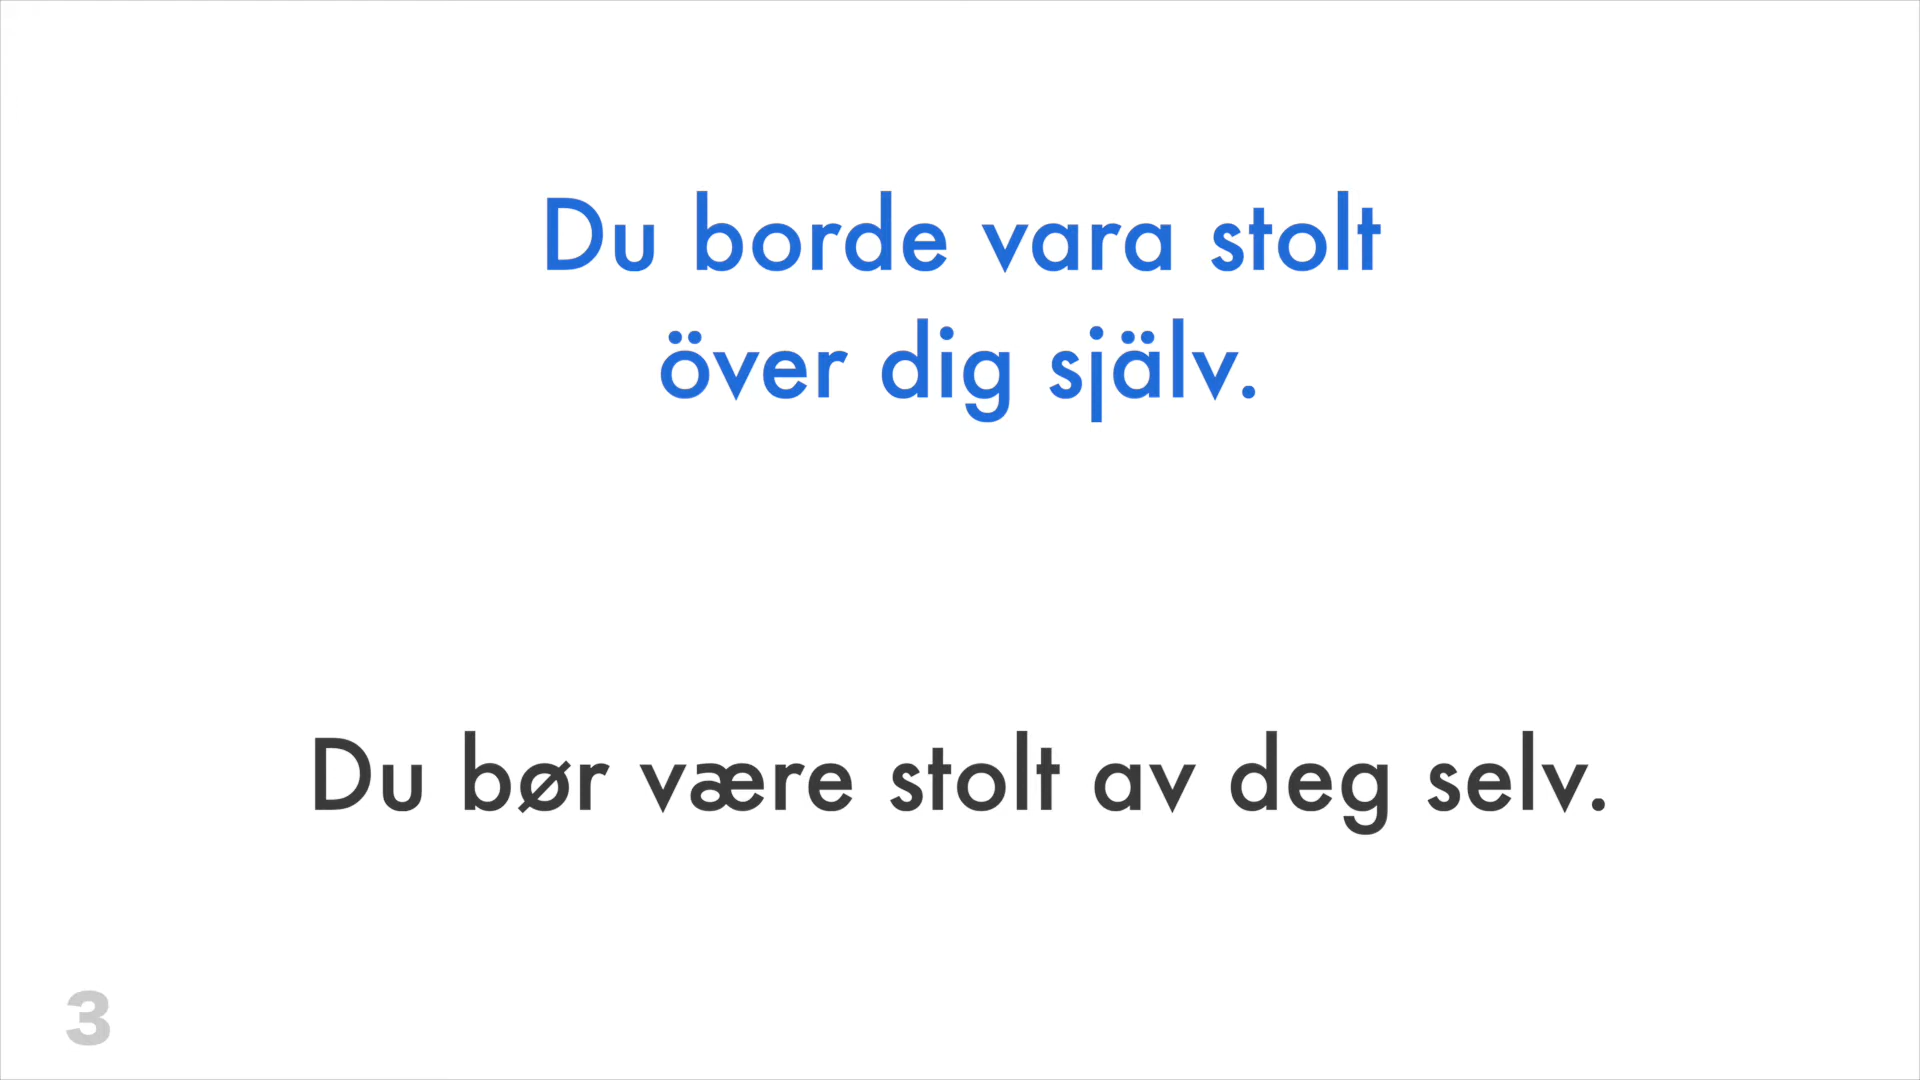 Du borde vara stolt
över dig själv.
Du bør være stolt av deg selv.
3